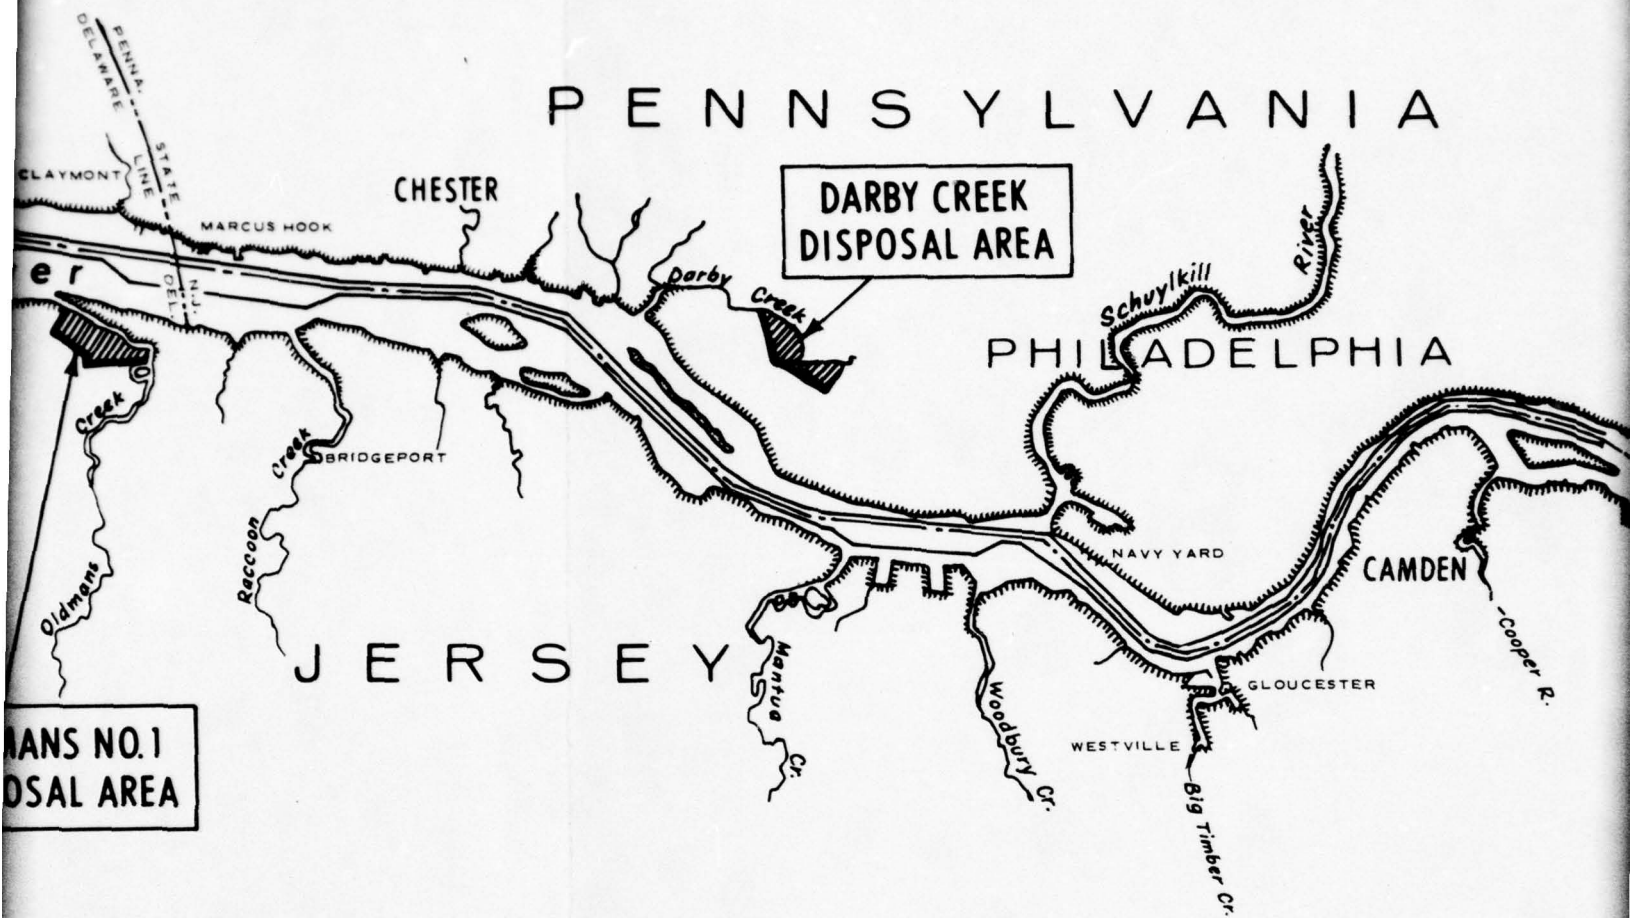 PENNA.
DELAWARE
STATE
LINE
PENNSYLVANIA
CLAYMONT
CHESTER
MARCUS HOOK
DARBY CREEK
DISPOSAL AREA
Darby
Creek
Schuylkill
River
er
N.J.
DEL.
PHILADELPHIA
Creek
Oldmans
Creek
Raccoon
BRIDGEPORT
NAVY YARD
CAMDEN
Cooper R.
JERSEY
Mantua
Cr.
Woodbury
Cr.
GLOUCESTER
WESTVILLE
Big Timber Cr.
MANS NO.1
OSAL AREA